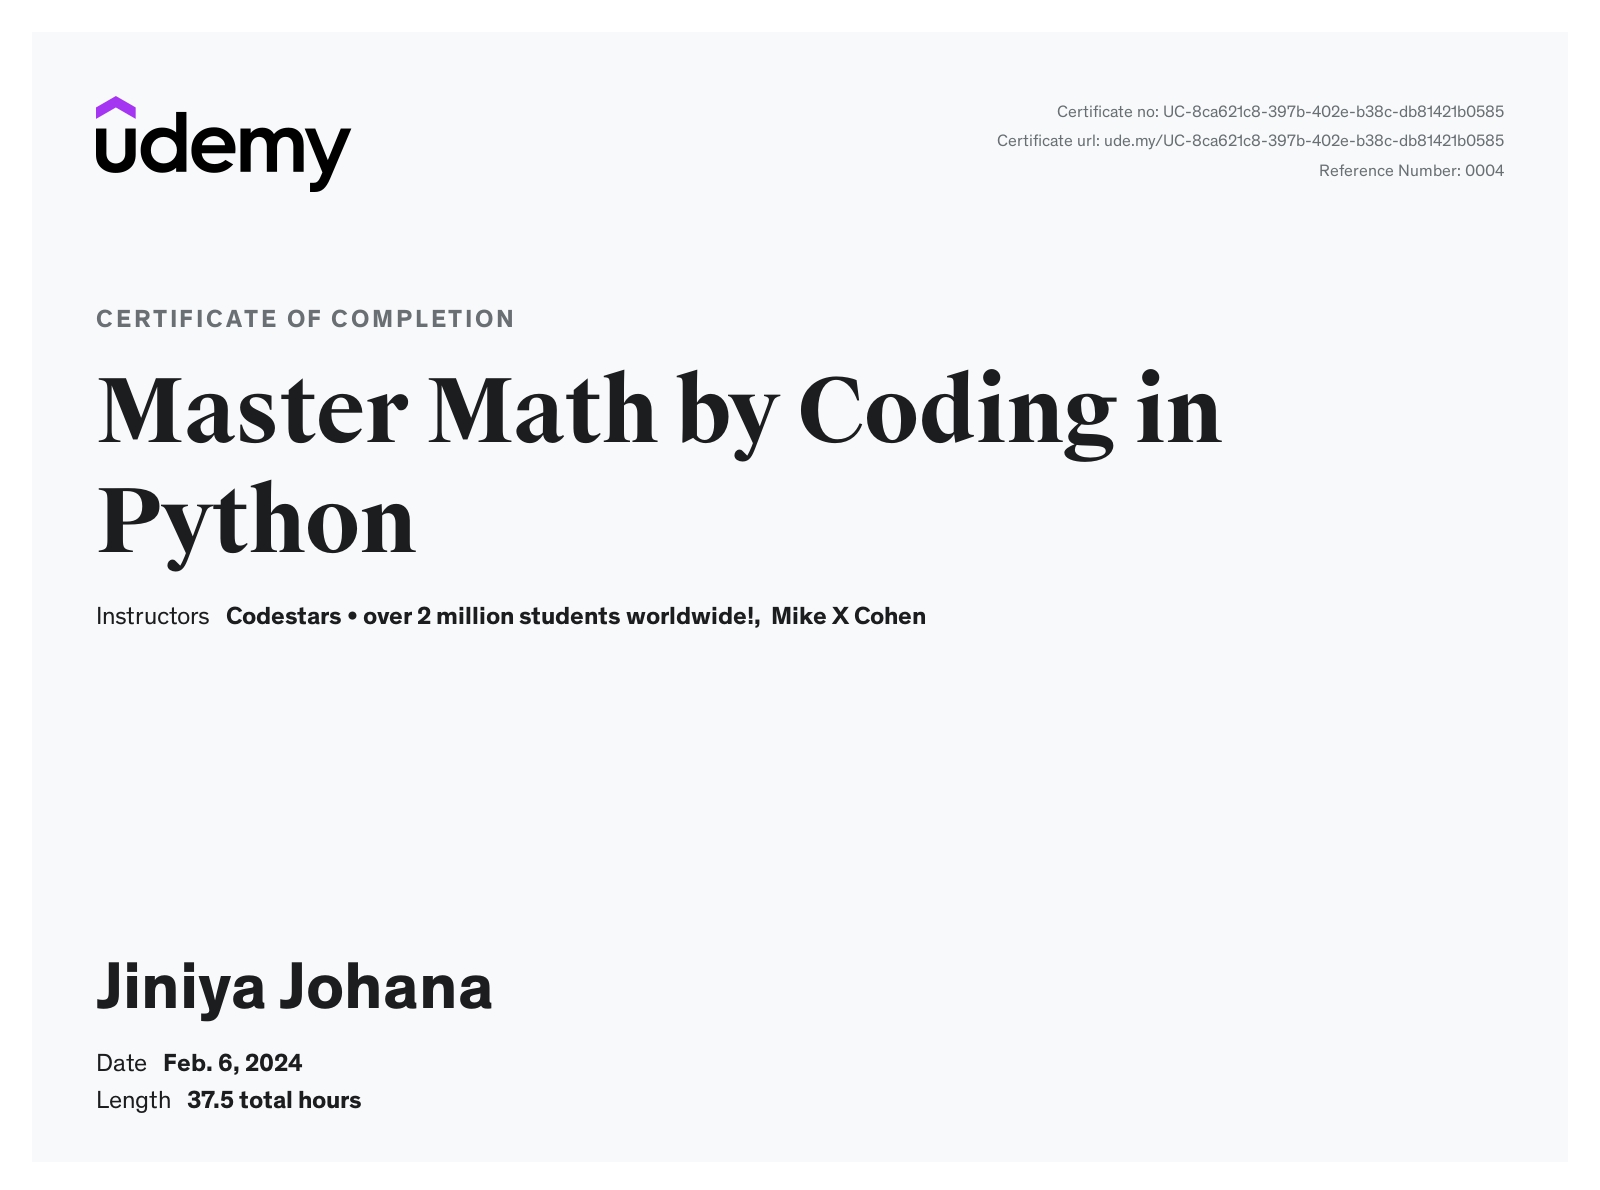 udemy
Certificate no: UC-8ca621c8-397b-402e-b38c-db81421b0585
Certificate url: ude.my/UC-8ca621c8-397b-402e-b38c-db81421b0585
Reference Number: 0004
CERTIFICATE OF COMPLETION
Master Math by Coding in
Python
Instructors Codestars • over 2 million students worldwide!, Mike X Cohen
Jiniya Johana
Date Feb. 6, 2024
Length 37.5 total hours